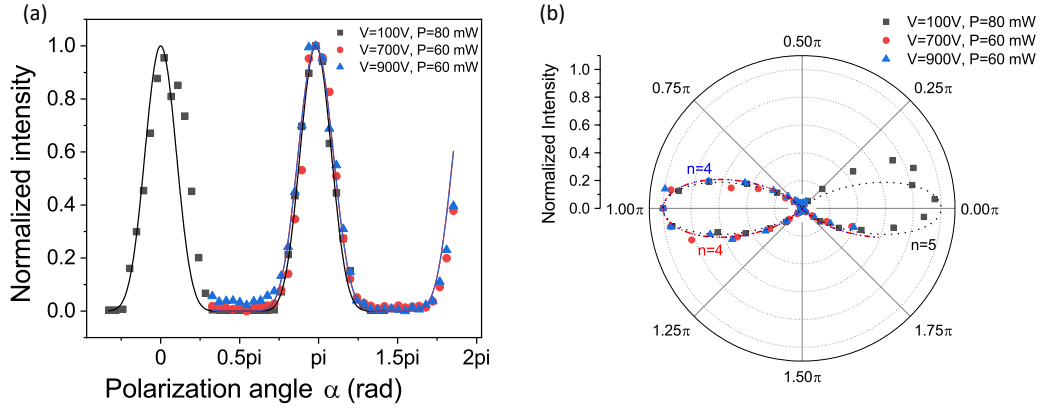 (a)
V=100V, P=80 mW
V=700V, P=60 mW
V=900V, P=60 mW
1.0
0.8
0.6
0.4
0.2
0.0
Normalized intensity
0
0.5pi
pi
1.5pi
2pi
Polarization angle α (rad)
(b)
V=100V, P=80 mW
V=700V, P=60 mW
V=900V, P=60 mW
0.50π
0.75π
0.25π
1.0
0.8
0.6
0.4
0.2
0.0
Normalized Intensity
n=4
1.00π
0.00π
n=4
n=5
1.25π
1.75π
1.50π